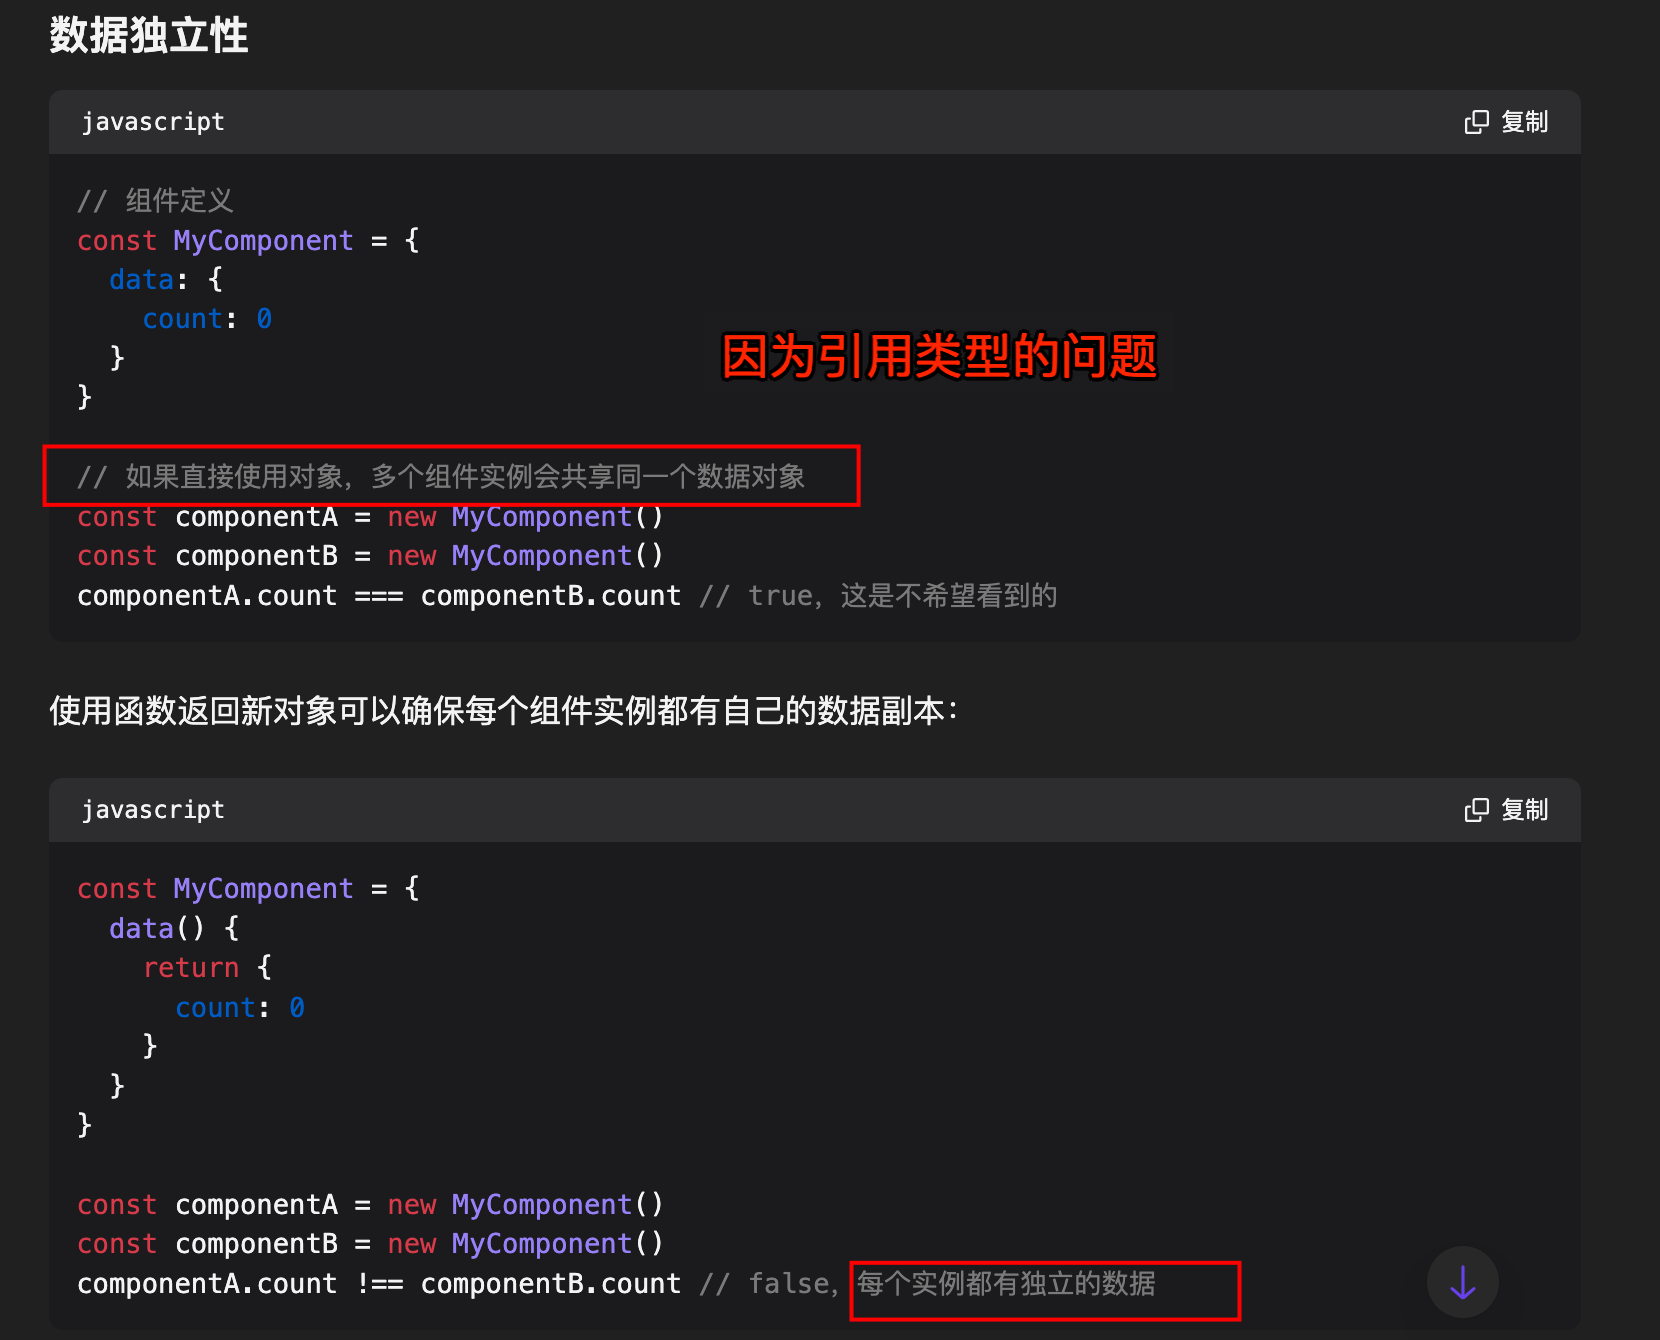 数据独立性
javascript
复制
// 组件定义
const MyComponent = {
  data: {
    count: 0
  }
}
因为引用类型的问题
// 如果直接使用对象，多个组件实例会共享同一个数据对象
const componentA = new MyComponent()
const componentB = new MyComponent()
componentA.count === componentB.count // true，这是不希望看到的
使用函数返回新对象可以确保每个组件实例都有自己的数据副本：
javascript
复制
const MyComponent = {
  data() {
    return {
      count: 0
    }
  }
}
const componentA = new MyComponent()
const componentB = new MyComponent()
componentA.count !== componentB.count // false，每个实例都有独立的数据